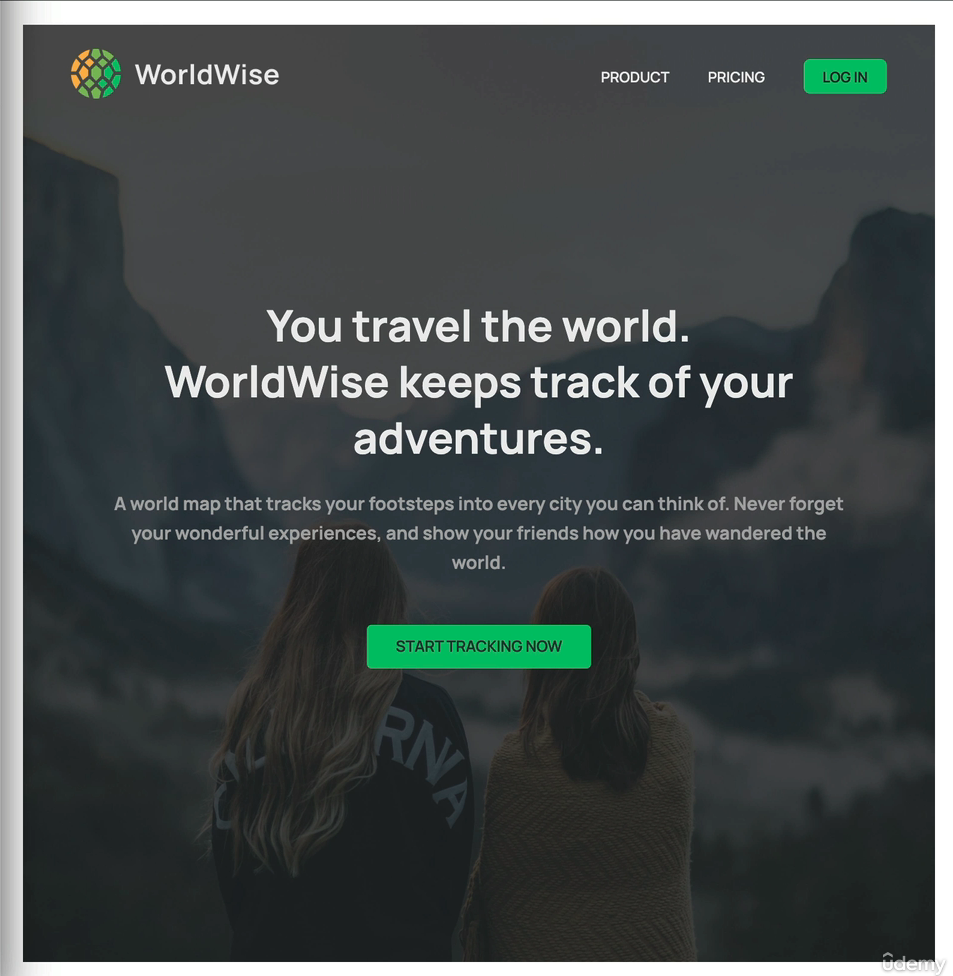 WorldWise
PRODUCT PRICING LOG IN
You travel the world.
WorldWise keeps track of your
adventures.
A world map that tracks your footsteps into every city you can think of. Never forget
your wonderful experiences, and show your friends how you have wandered the
world.
START TRACKING NOW
RNIA
udemy